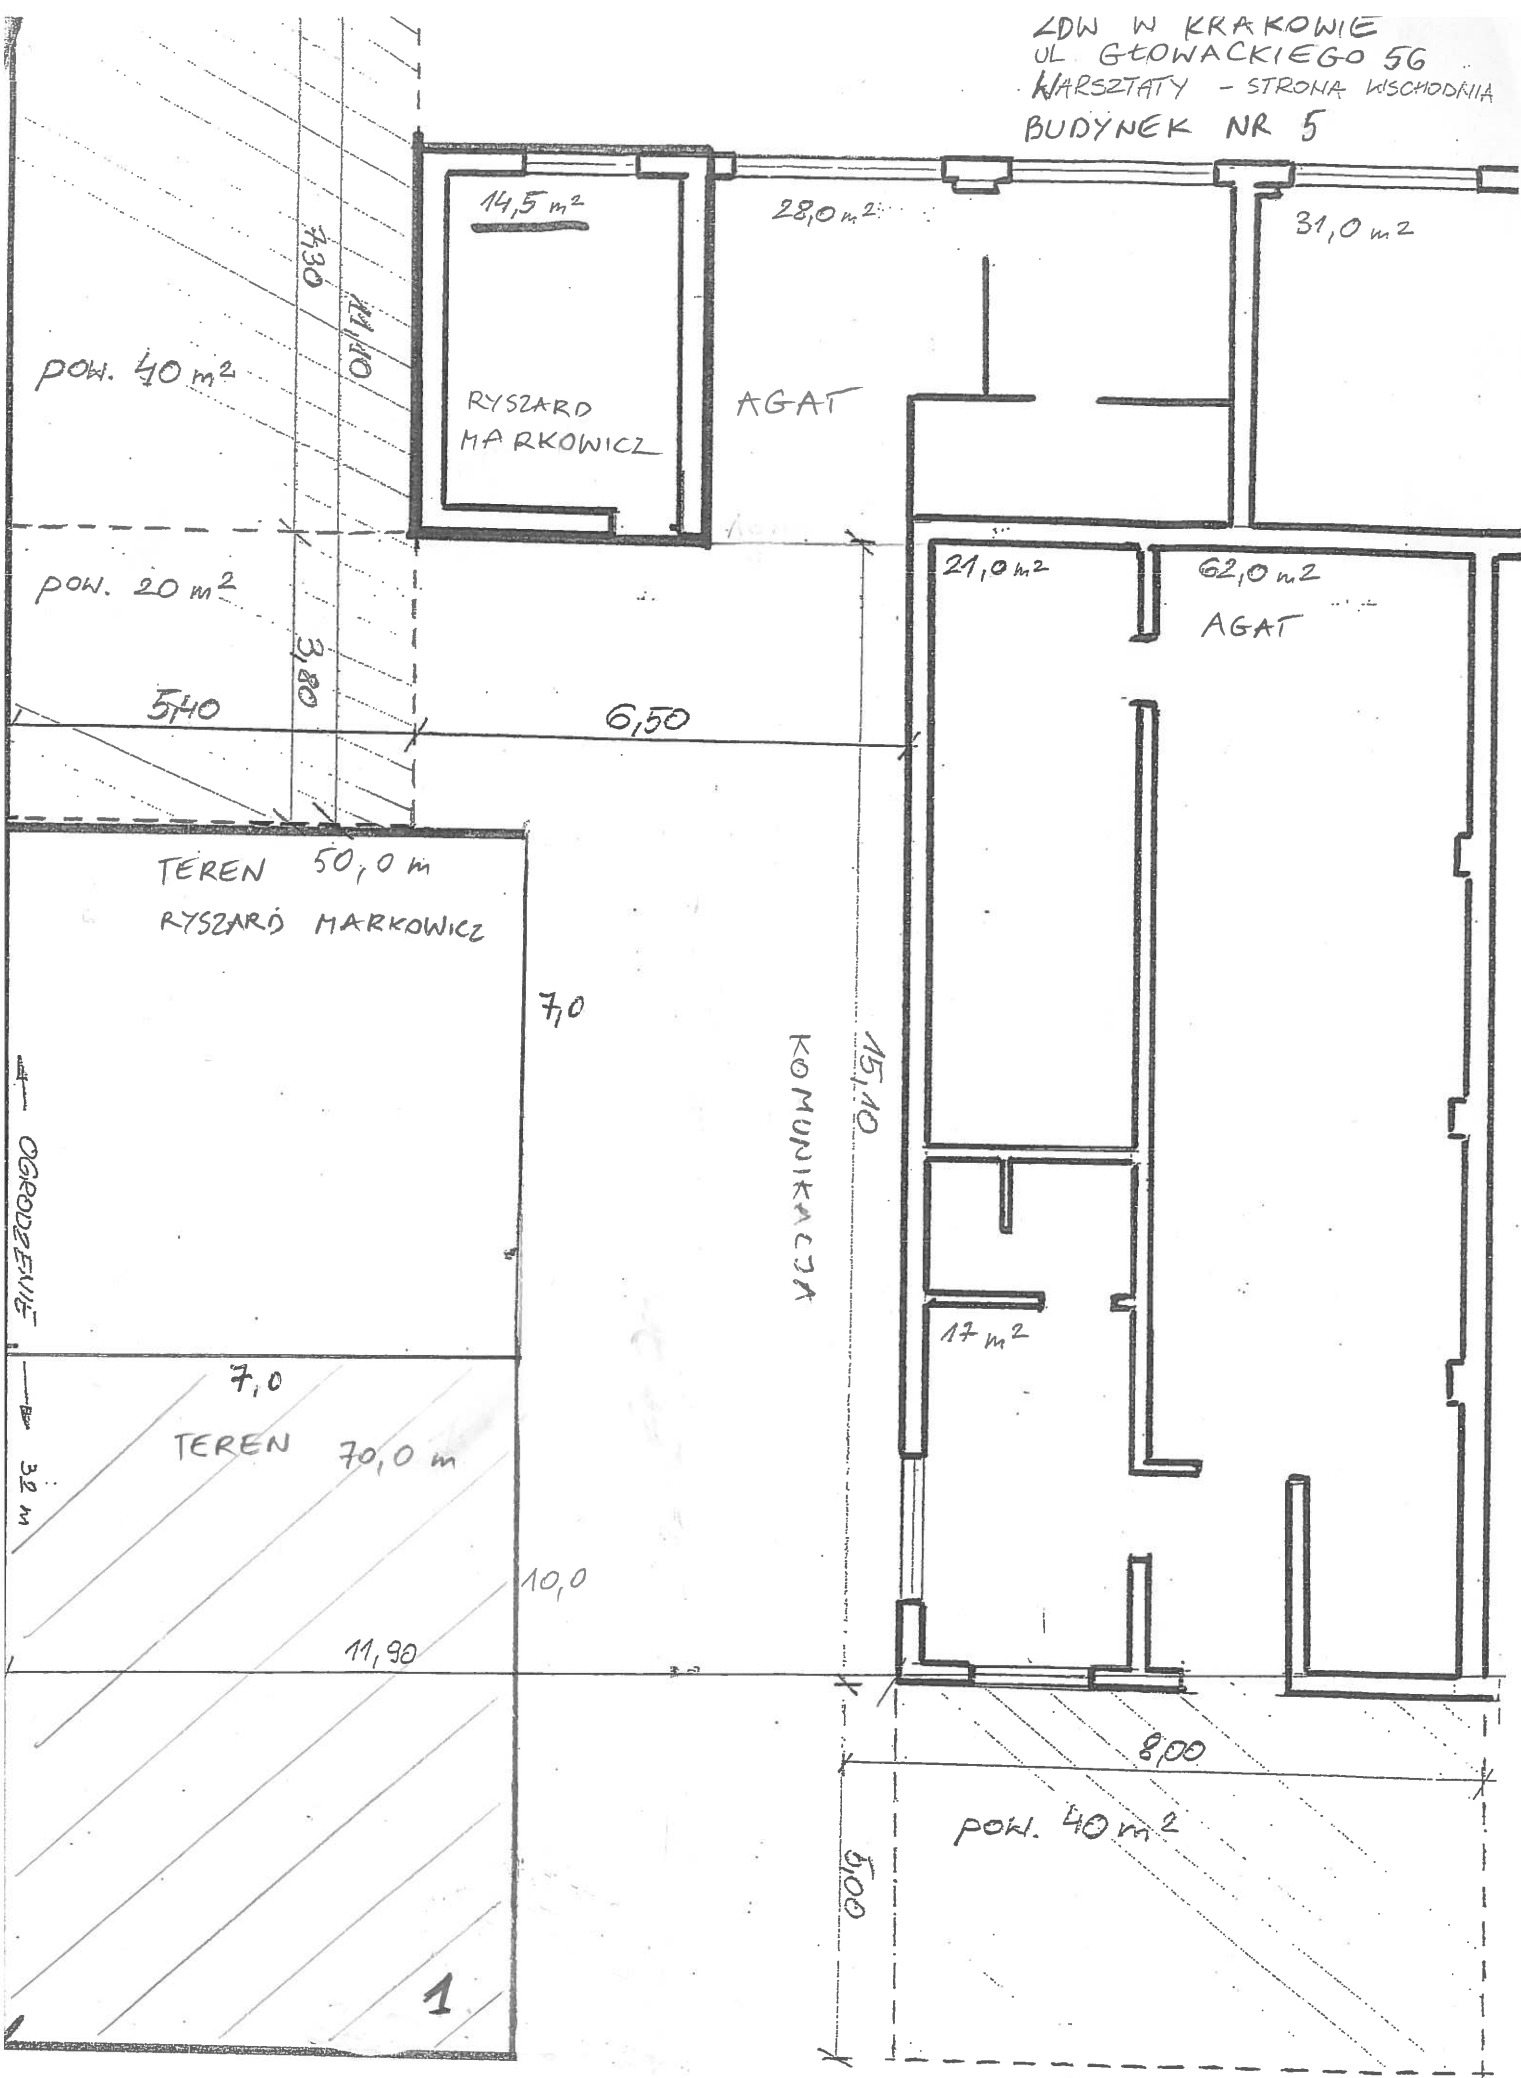 ZDW W KRAKOWIE
UL. GŁOWACKIEGO 56
WARSZTATY - STRONA WSCHODNIA
BUDYNEK NR 5
14,5 m²
28,0 m²
31,0 m²
7,30
11,10
POW. 40 m²
RYSZARD
MARKOWICZ
AGAT
POW. 20 m²
21,0 m²
62,0 m²
AGAT
3,80
5,40
6,50
TEREN 50,0 m
RYSZARD MARKOWICZ
7,0
15,10
KOMUNIKACJA
OGRODZENIE
17 m²
7,0
TEREN 70,0 m
32 m
10,0
11,90
8,00
POW. 40 m²
5,00
1